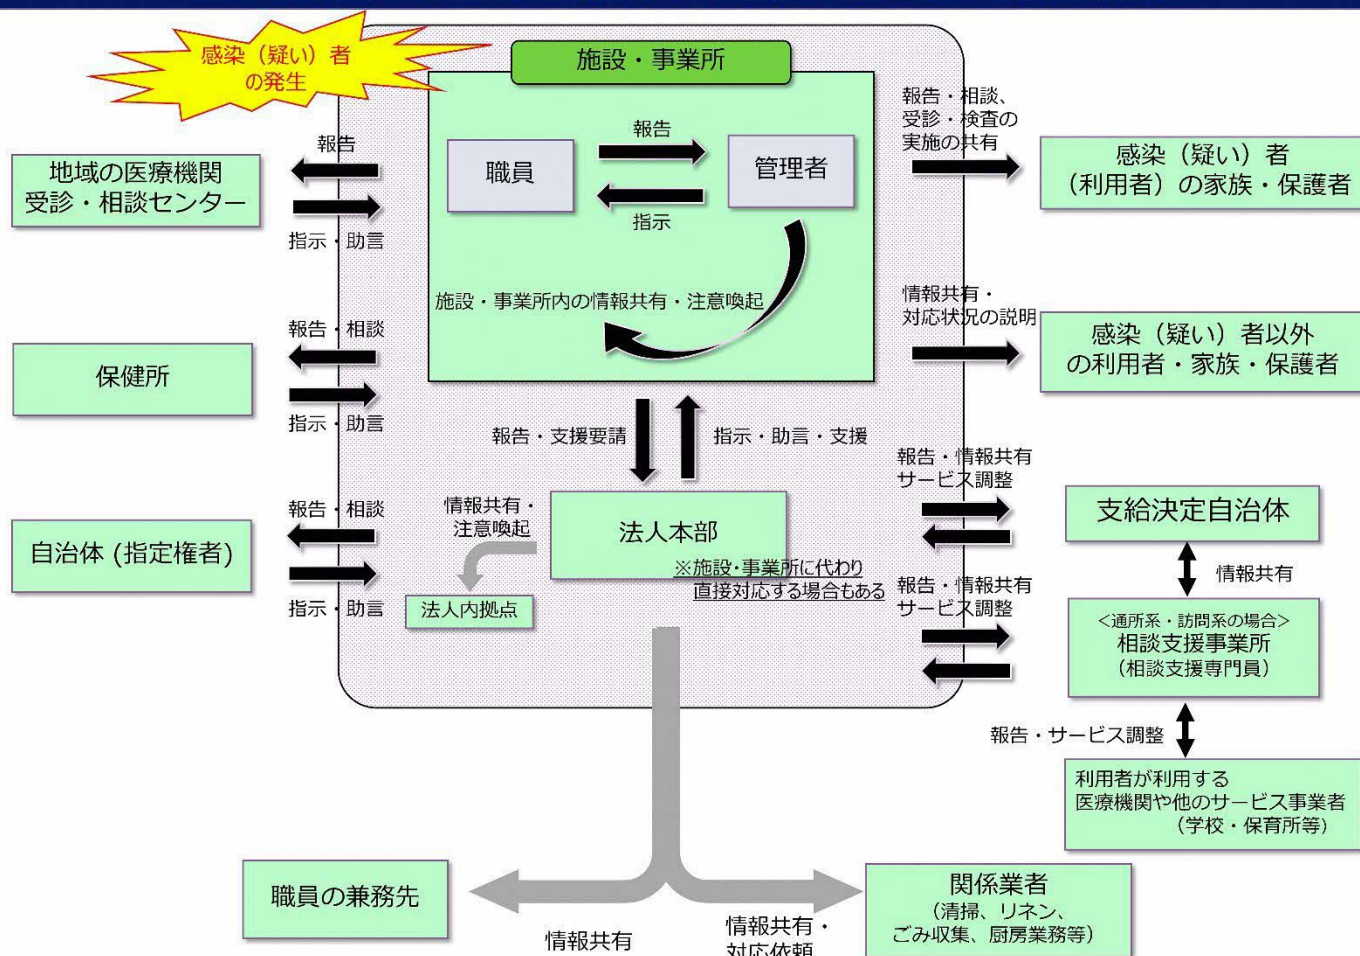 感染（疑い）者
の発生
施設・事業所
職員
報告
指示
管理者
施設・事業所内の情報共有・注意喚起
報告
地域の医療機関
受診・相談センター
指示・助言
報告・相談
保健所
指示・助言
報告・相談
自治体 (指定権者)
指示・助言
報告・支援要請
指示・助言・支援
情報共有・
注意喚起
法人本部
※施設・事業所に代わり
直接対応する場合もある
法人内拠点
報告・相談、
受診・検査の
実施の共有
感染（疑い）者
（利用者）の家族・保護者
情報共有・
対応状況の説明
感染（疑い）者以外
の利用者・家族・保護者
報告・情報共有
サービス調整
支給決定自治体
情報共有
報告・情報共有
サービス調整
＜通所系・訪問系の場合＞
相談支援事業所
（相談支援専門員）
報告・サービス調整
利用者が利用する
医療機関や他のサービス事業者
（学校・保育所等）
職員の兼務先
情報共有
情報共有・
対応依頼
関係業者
（清掃、リネン、
ごみ収集、厨房業務等）